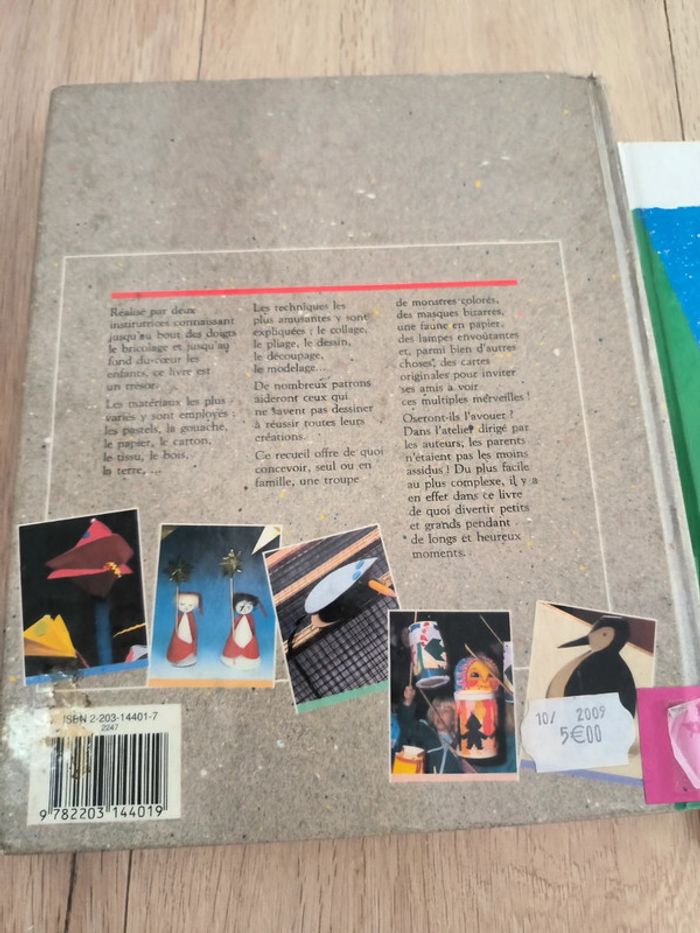 Réalisé par deux
institutrices connaissant
jusqu'au bout des doigts
le bricolage et jusqu'au
fond du cœur les
enfants, ce livre est
un trésor.
Les matériaux les plus
variés y sont employés :
les pastels, la gouache,
le papier, le carton,
le tissu, le bois,
la terre, ...
Les techniques les
plus amusantes y sont
expliquées : le collage,
le pliage, le dessin,
le découpage,
le modelage...
De nombreux patrons
aideront ceux qui
ne savent pas dessiner
à réussir toutes leurs
créations.
Ce recueil offre de quoi
concevoir, seul ou en
famille, une troupe
de monstres colorés,
des masques bizarres,
une faune en papier,
des lampes envoûtantes
et, parmi bien d'autres
choses, des cartes
originales pour inviter
ses amis à voir
ces multiples merveilles !
Oseront-ils l'avouer ?
Dans l'atelier dirigé par
les auteurs, les parents
n'étaient pas les moins
assidus ! Du plus facile
au plus complexe, il y a
en effet dans ce livre
de quoi divertir petits
et grands pendant
de longs et heureux
moments.
ISBN 2-203-14401-7
2247
9 782203 144019
10/ 2009
5€00